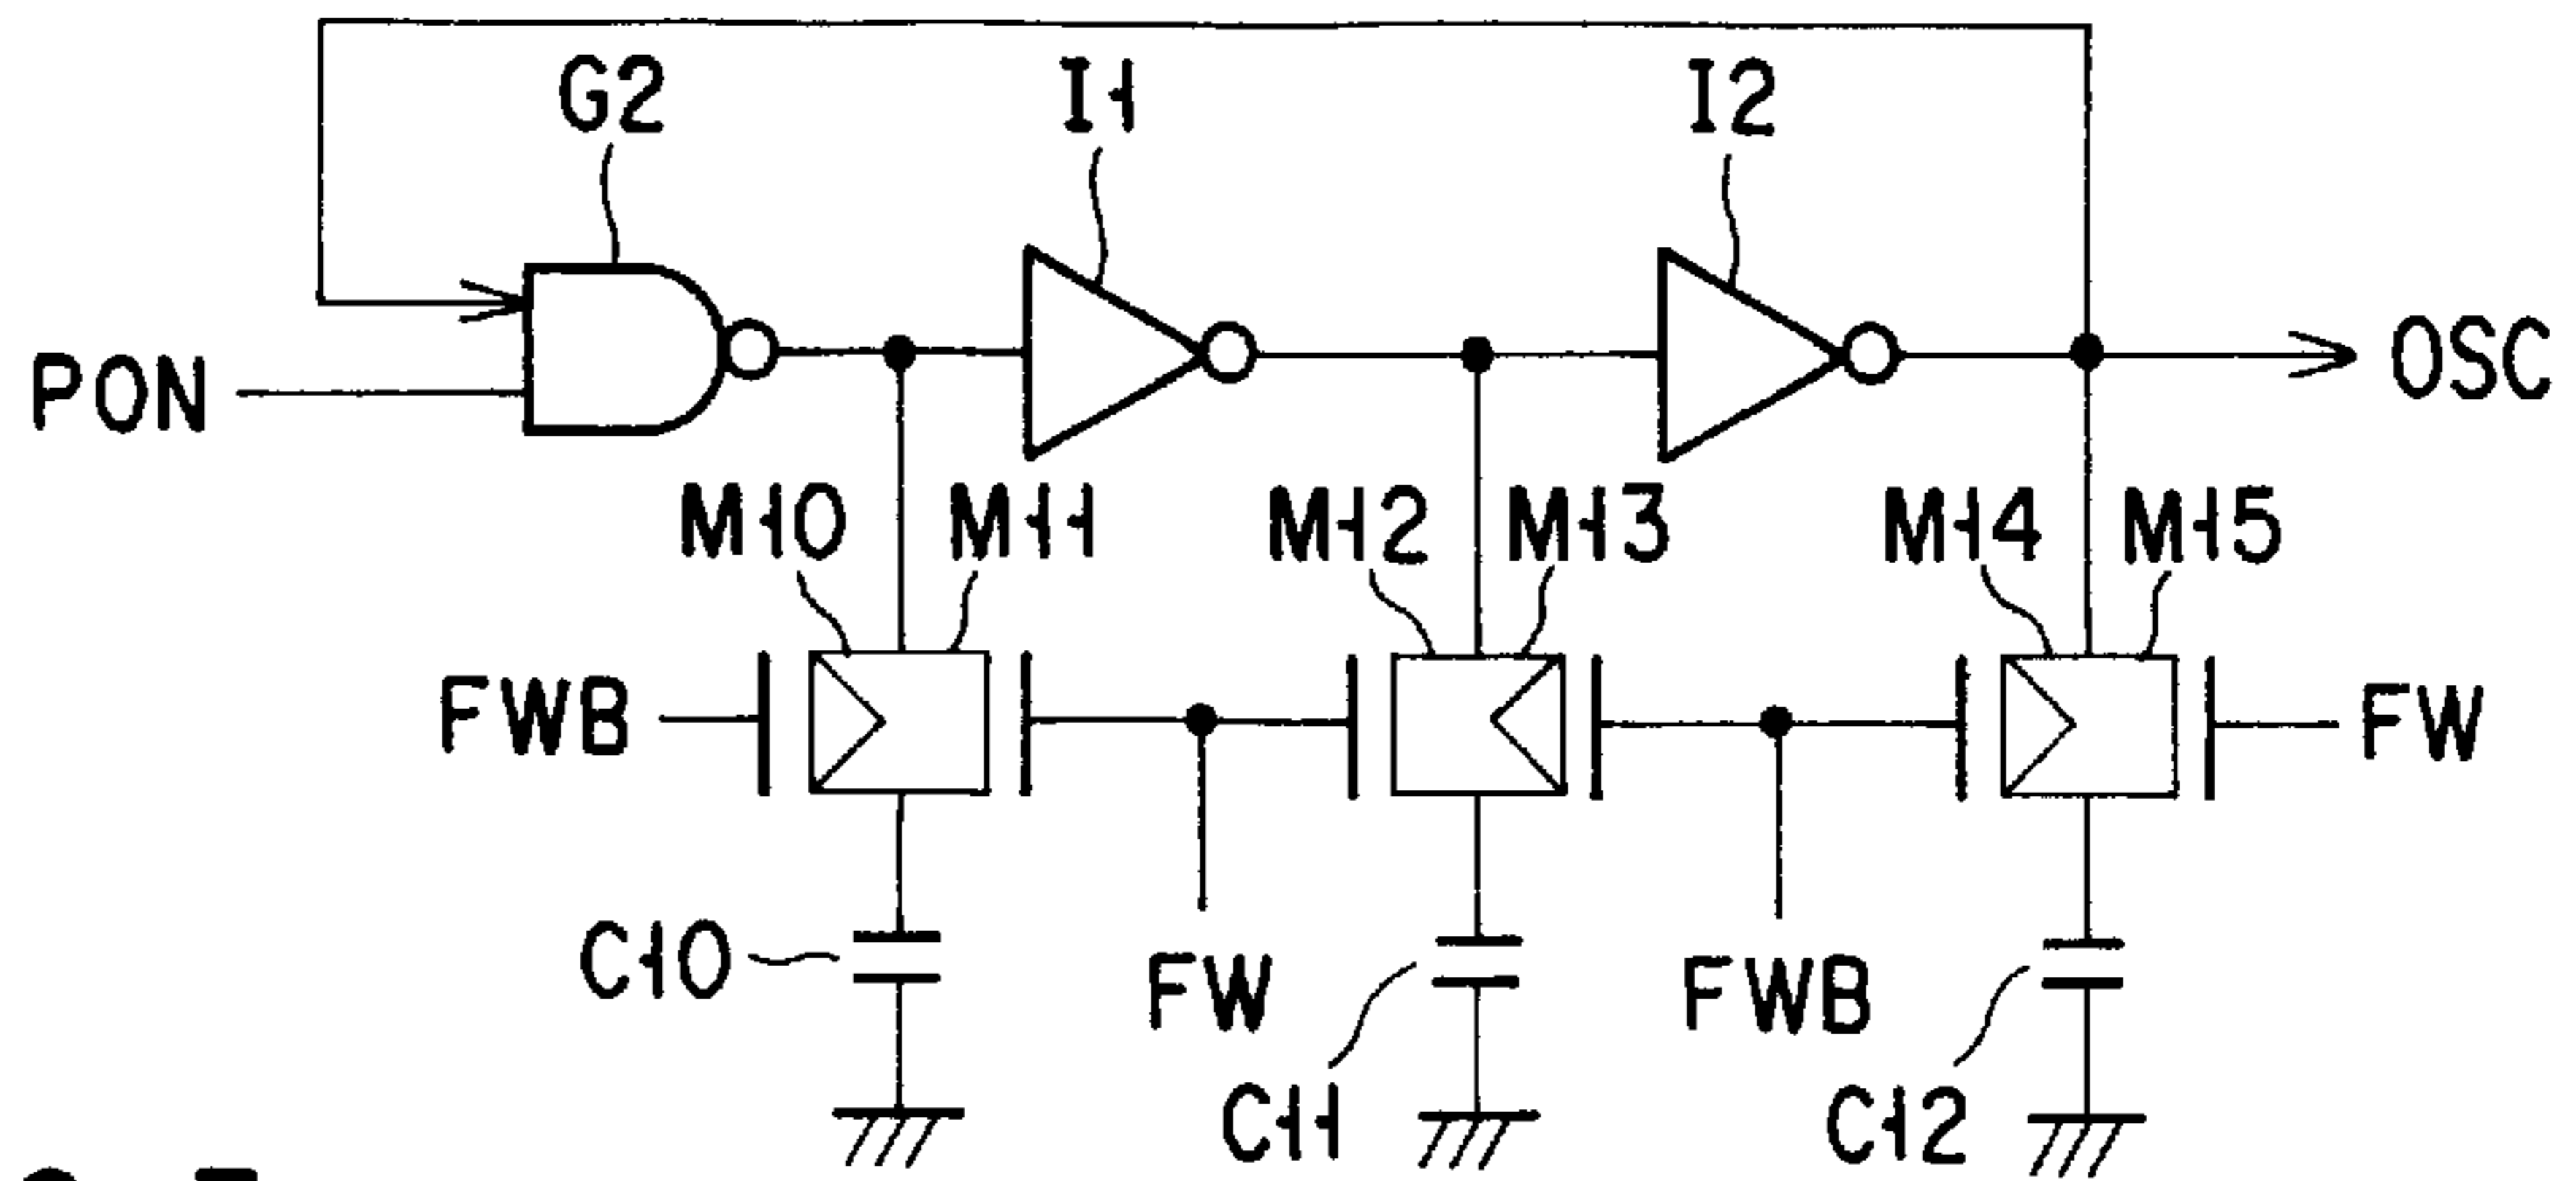 G2 I1 I2
PON OSC
M10 M11 M12 M13 M14 M15
FWB FW
C10 FW FWB
C11 C12